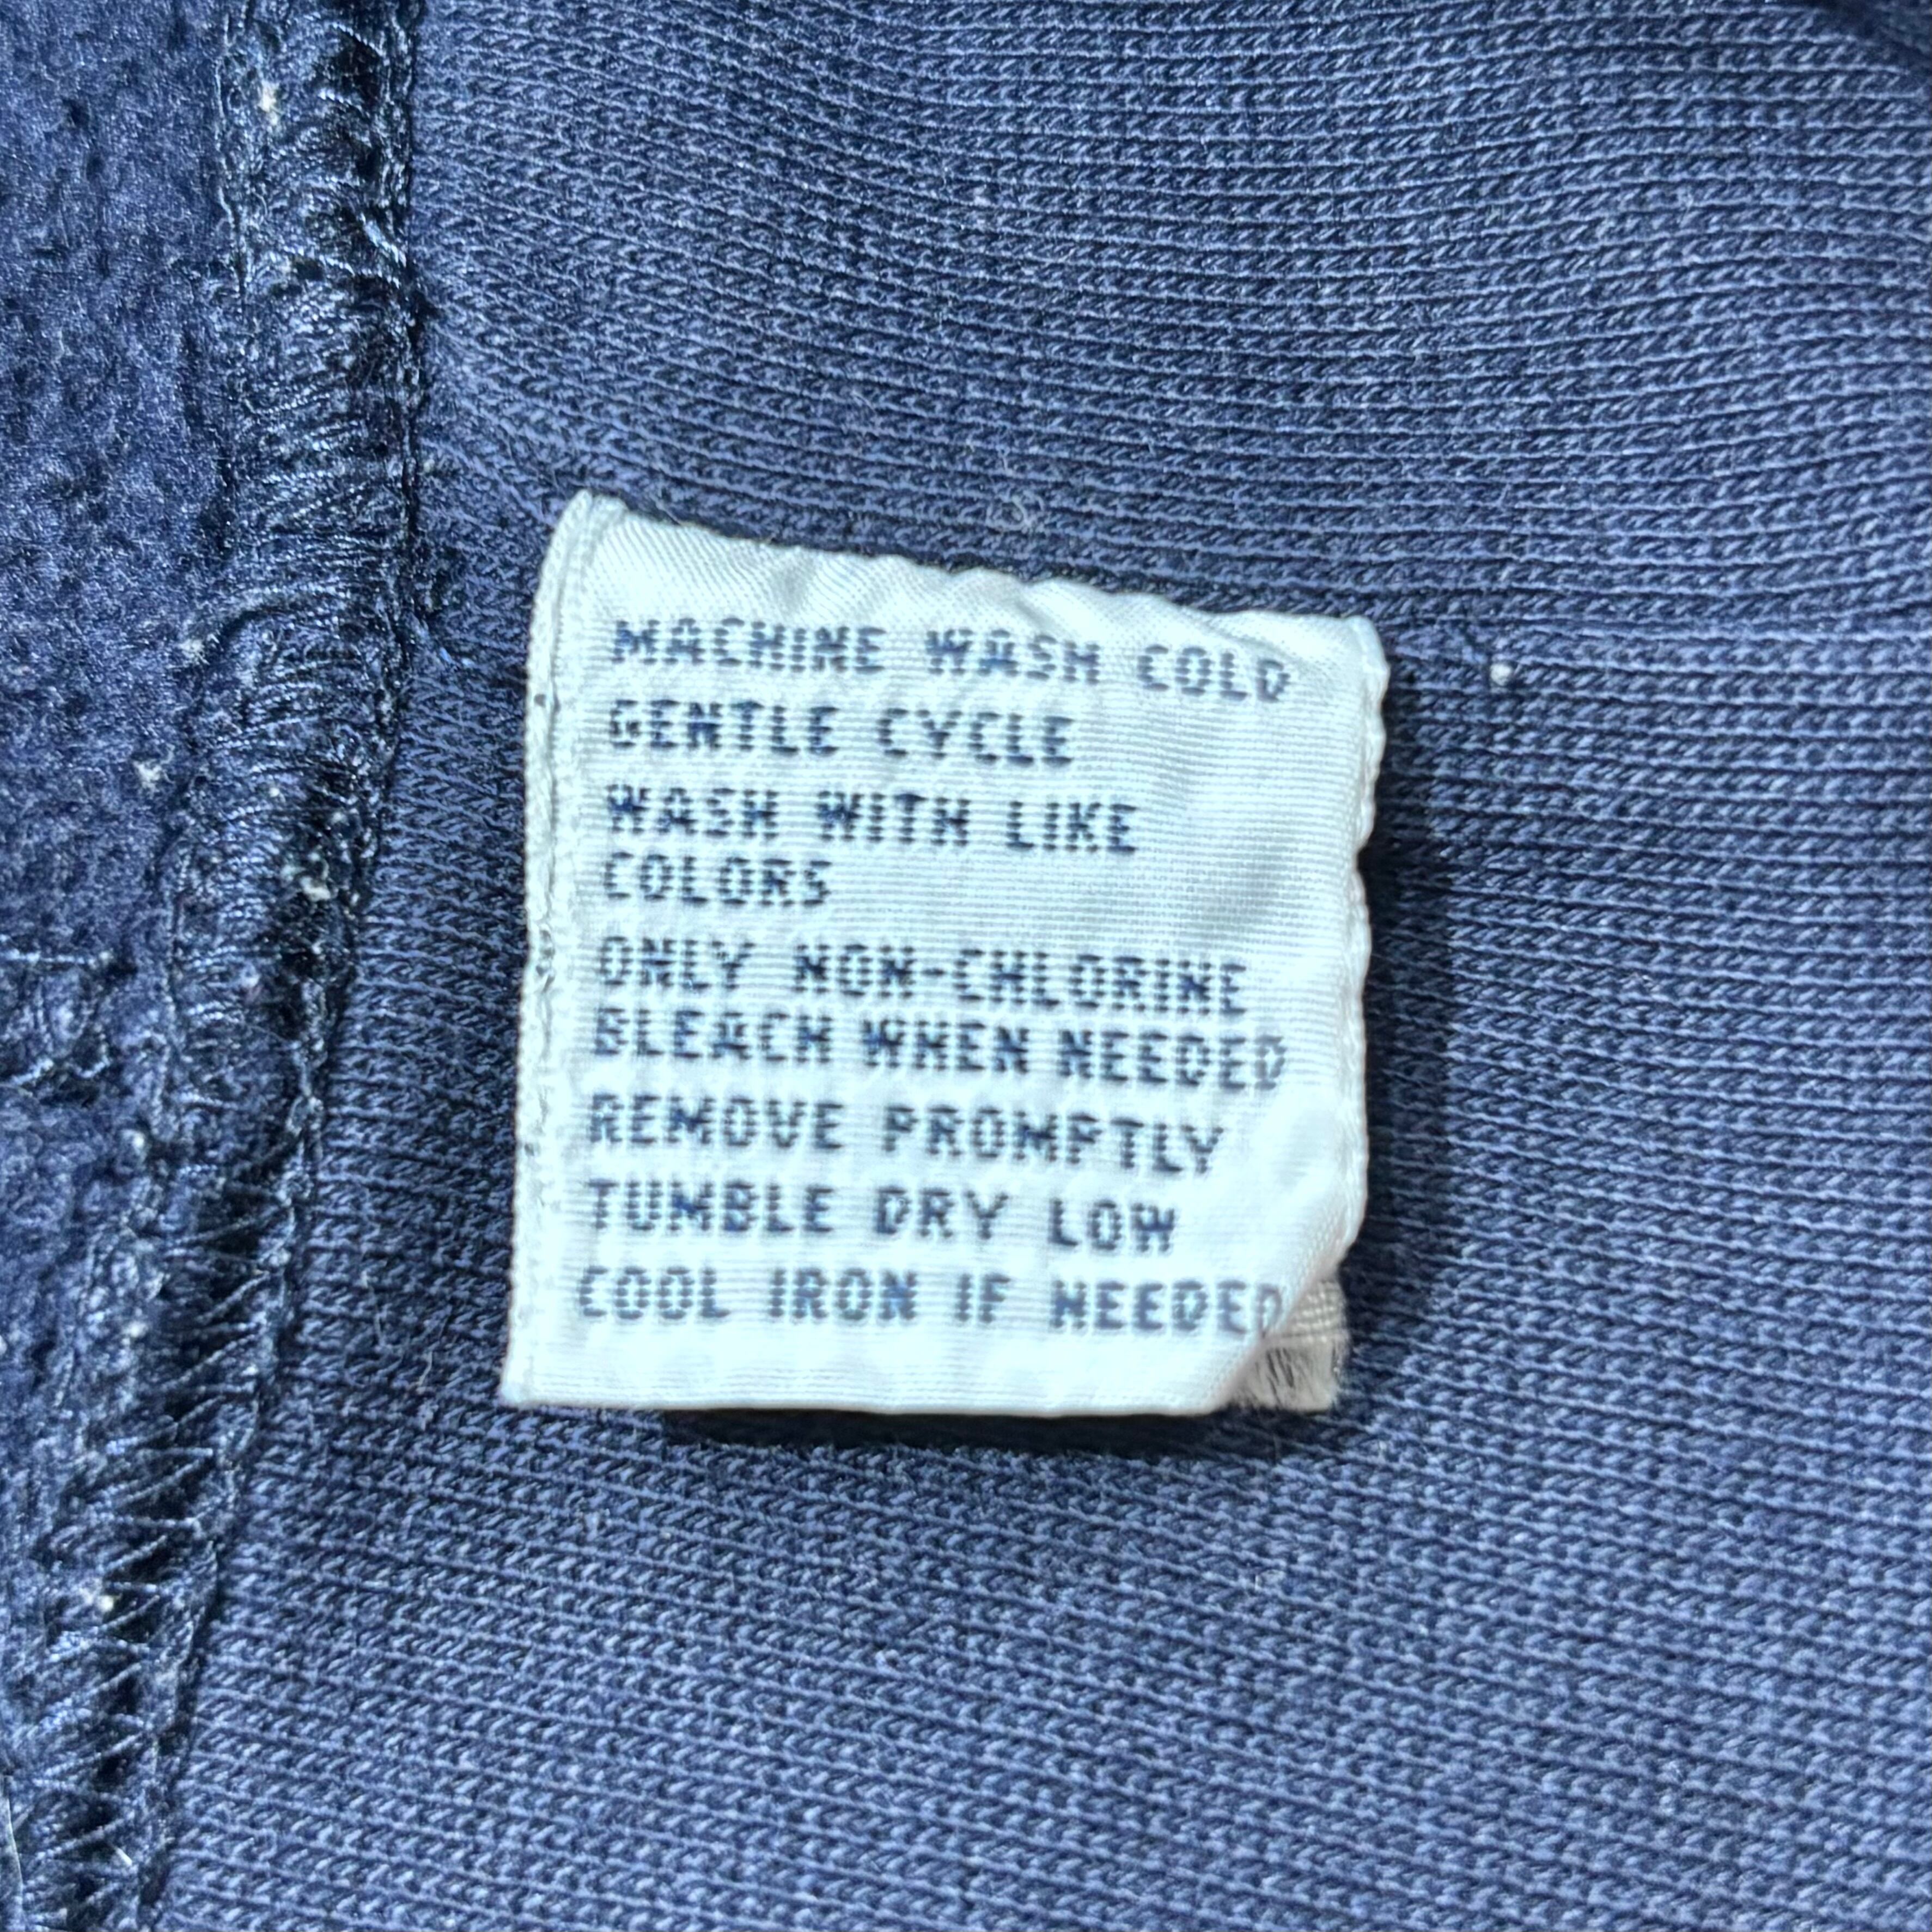 MACHINE WASH COLD
GENTLE CYCLE
WASH WITH LIKE
COLORS
ONLY NON-CHLORINE
BLEACH WHEN NEEDED
REMOVE PROMPTLY
TUMBLE DRY LOW
COOL IRON IF NEEDED